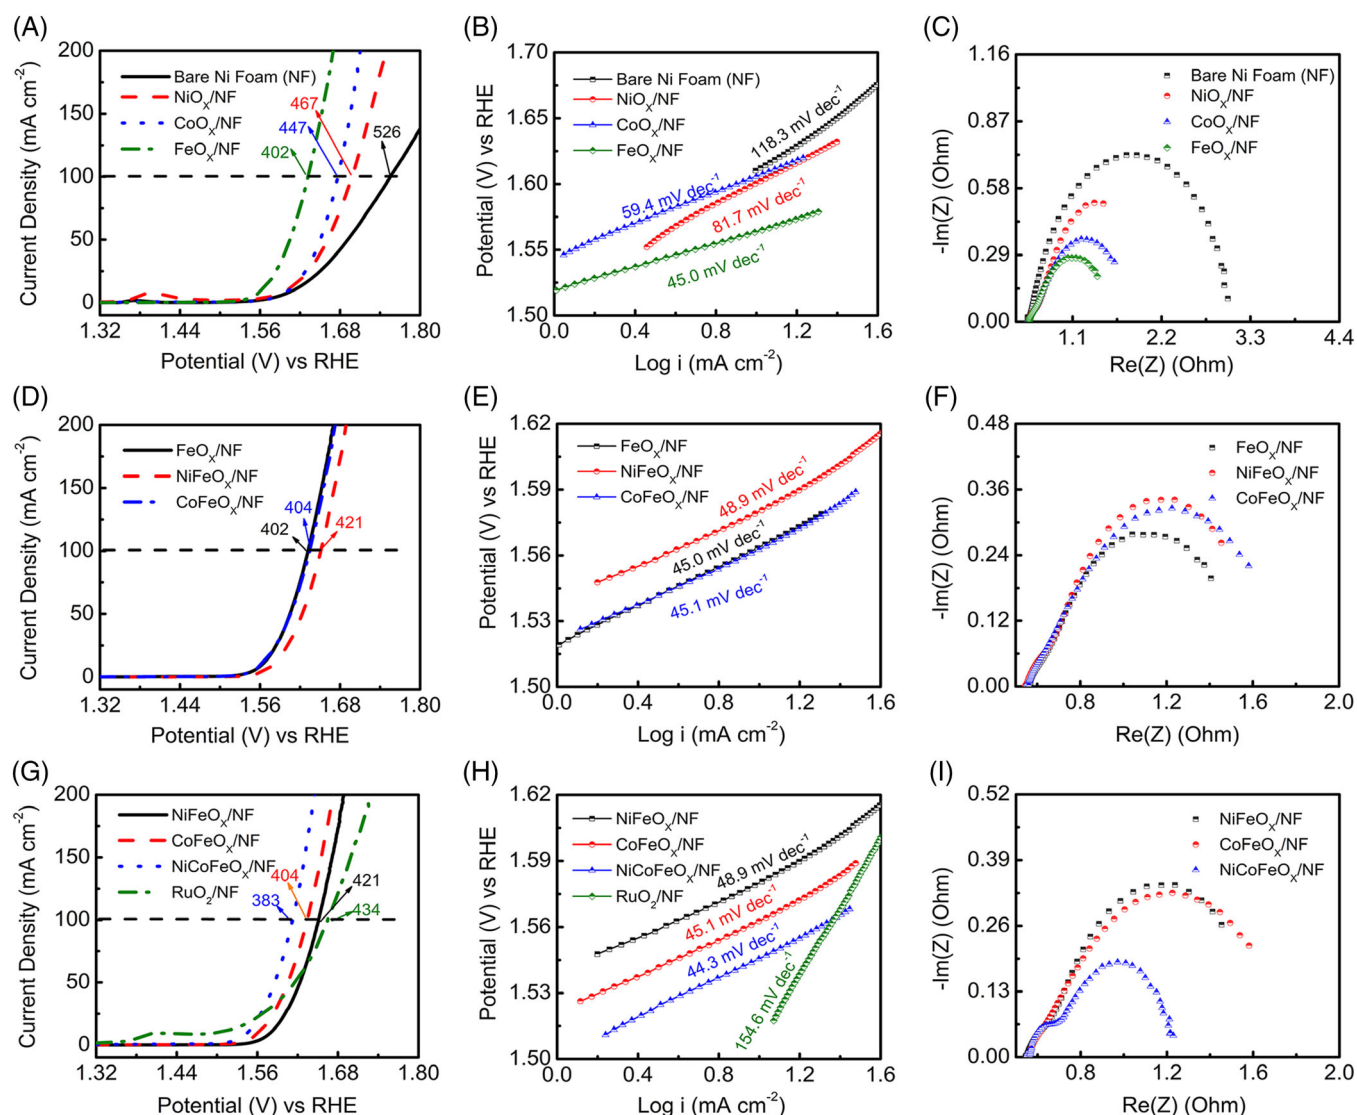 (A)
200
150
100
50
0
Current Density (mA cm⁻²)
Bare Ni Foam (NF)
NiOₓ/NF
CoOₓ/NF
FeOₓ/NF
467
447
402
526
1.32 1.44 1.56 1.68 1.80
Potential (V) vs RHE
(B)
1.70
1.65
1.60
1.55
1.50
Potential (V) vs RHE
Bare Ni Foam (NF)
NiOₓ/NF
CoOₓ/NF
FeOₓ/NF
118.3 mV dec⁻¹
59.4 mV dec⁻¹
81.7 mV dec⁻¹
45.0 mV dec⁻¹
0.0 0.4 0.8 1.2 1.6
Log i (mA cm⁻²)
(C)
1.16
0.87
0.58
0.29
0.00
-Im(Z) (Ohm)
Bare Ni Foam (NF)
NiOₓ/NF
CoOₓ/NF
FeOₓ/NF
1.1 2.2 3.3 4.4
Re(Z) (Ohm)
(D)
200
150
100
50
0
Current Density (mA cm⁻²)
FeOₓ/NF
NiFeOₓ/NF
CoFeOₓ/NF
404
402
421
1.32 1.44 1.56 1.68 1.80
Potential (V) vs RHE
(E)
1.62
1.59
1.56
1.53
1.50
Potential (V) vs RHE
FeOₓ/NF
NiFeOₓ/NF
CoFeOₓ/NF
48.9 mV dec⁻¹
45.0 mV dec⁻¹
45.1 mV dec⁻¹
0.0 0.4 0.8 1.2 1.6
Log i (mA cm⁻²)
(F)
0.48
0.36
0.24
0.12
0.00
-Im(Z) (Ohm)
FeOₓ/NF
NiFeOₓ/NF
CoFeOₓ/NF
0.8 1.2 1.6 2.0
Re(Z) (Ohm)
(G)
200
150
100
50
0
Current Density (mA cm⁻²)
NiFeOₓ/NF
CoFeOₓ/NF
NiCoFeOₓ/NF
RuO₂/NF
404
383
421
434
1.32 1.44 1.56 1.68 1.80
Potential (V) vs RHE
(H)
1.62
1.59
1.56
1.53
1.50
Potential (V) vs RHE
NiFeOₓ/NF
CoFeOₓ/NF
NiCoFeOₓ/NF
RuO₂/NF
48.9 mV dec⁻¹
45.1 mV dec⁻¹
44.3 mV dec⁻¹
154.6 mV dec⁻¹
0.0 0.4 0.8 1.2 1.6
Log i (mA cm⁻²)
(I)
0.52
0.39
0.26
0.13
0.00
-Im(Z) (Ohm)
NiFeOₓ/NF
CoFeOₓ/NF
NiCoFeOₓ/NF
0.8 1.2 1.6 2.0
Re(Z) (Ohm)